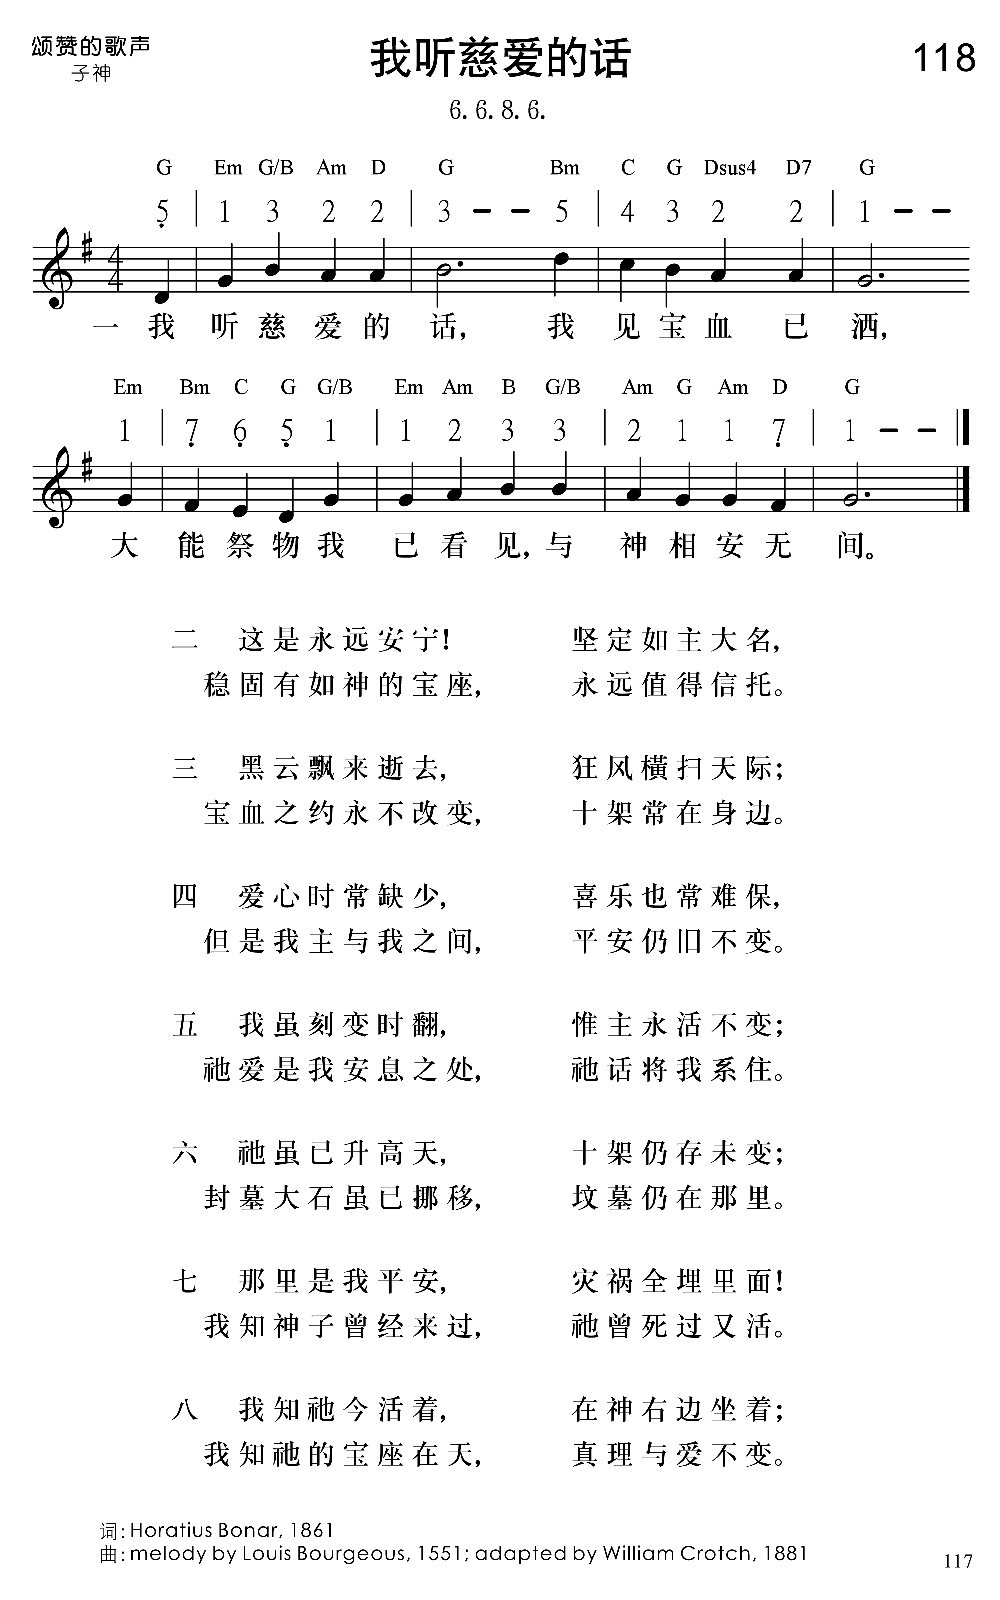 颂赞的歌声
子神
我听慈爱的话
118
6.6.8.6.
G Em G/B Am D G Bm C G Dsus4 D7 G
5 | 1 3 2 2 | 3 – – 5 | 4 3 2 2 | 1 – –
一 我 听 慈 爱 的 话, 我 见 宝 血 已 洒,
Em Bm C G G/B Em Am B G/B Am G Am D G
1 | 7 6 5 1 | 1 2 3 3 | 2 1 1 7 | 1 – –
大 能 祭 物 我 已 看 见, 与 神 相 安 无 间。
二 这是永远安宁! 坚定如主大名,
稳固有如神的宝座, 永远值得信托。
三 黑云飘来逝去, 狂风横扫天际;
宝血之约永不改变, 十架常在身边。
四 爱心时常缺少, 喜乐也常难保,
但是我主与我之间, 平安仍旧不变。
五 我虽刻变时翻, 惟主永活不变;
祂爱是我安息之处, 祂话将我系住。
六 祂虽已升高天, 十架仍存未变;
封墓大石虽已挪移, 坟墓仍在那里。
七 那里是我平安, 灾祸全埋里面!
我知神子曾经来过, 祂曾死过又活。
八 我知祂今活着, 在神右边坐着;
我知祂的宝座在天, 真理与爱不变。
词: Horatius Bonar, 1861
曲: melody by Louis Bourgeous, 1551; adapted by William Crotch, 1881
117